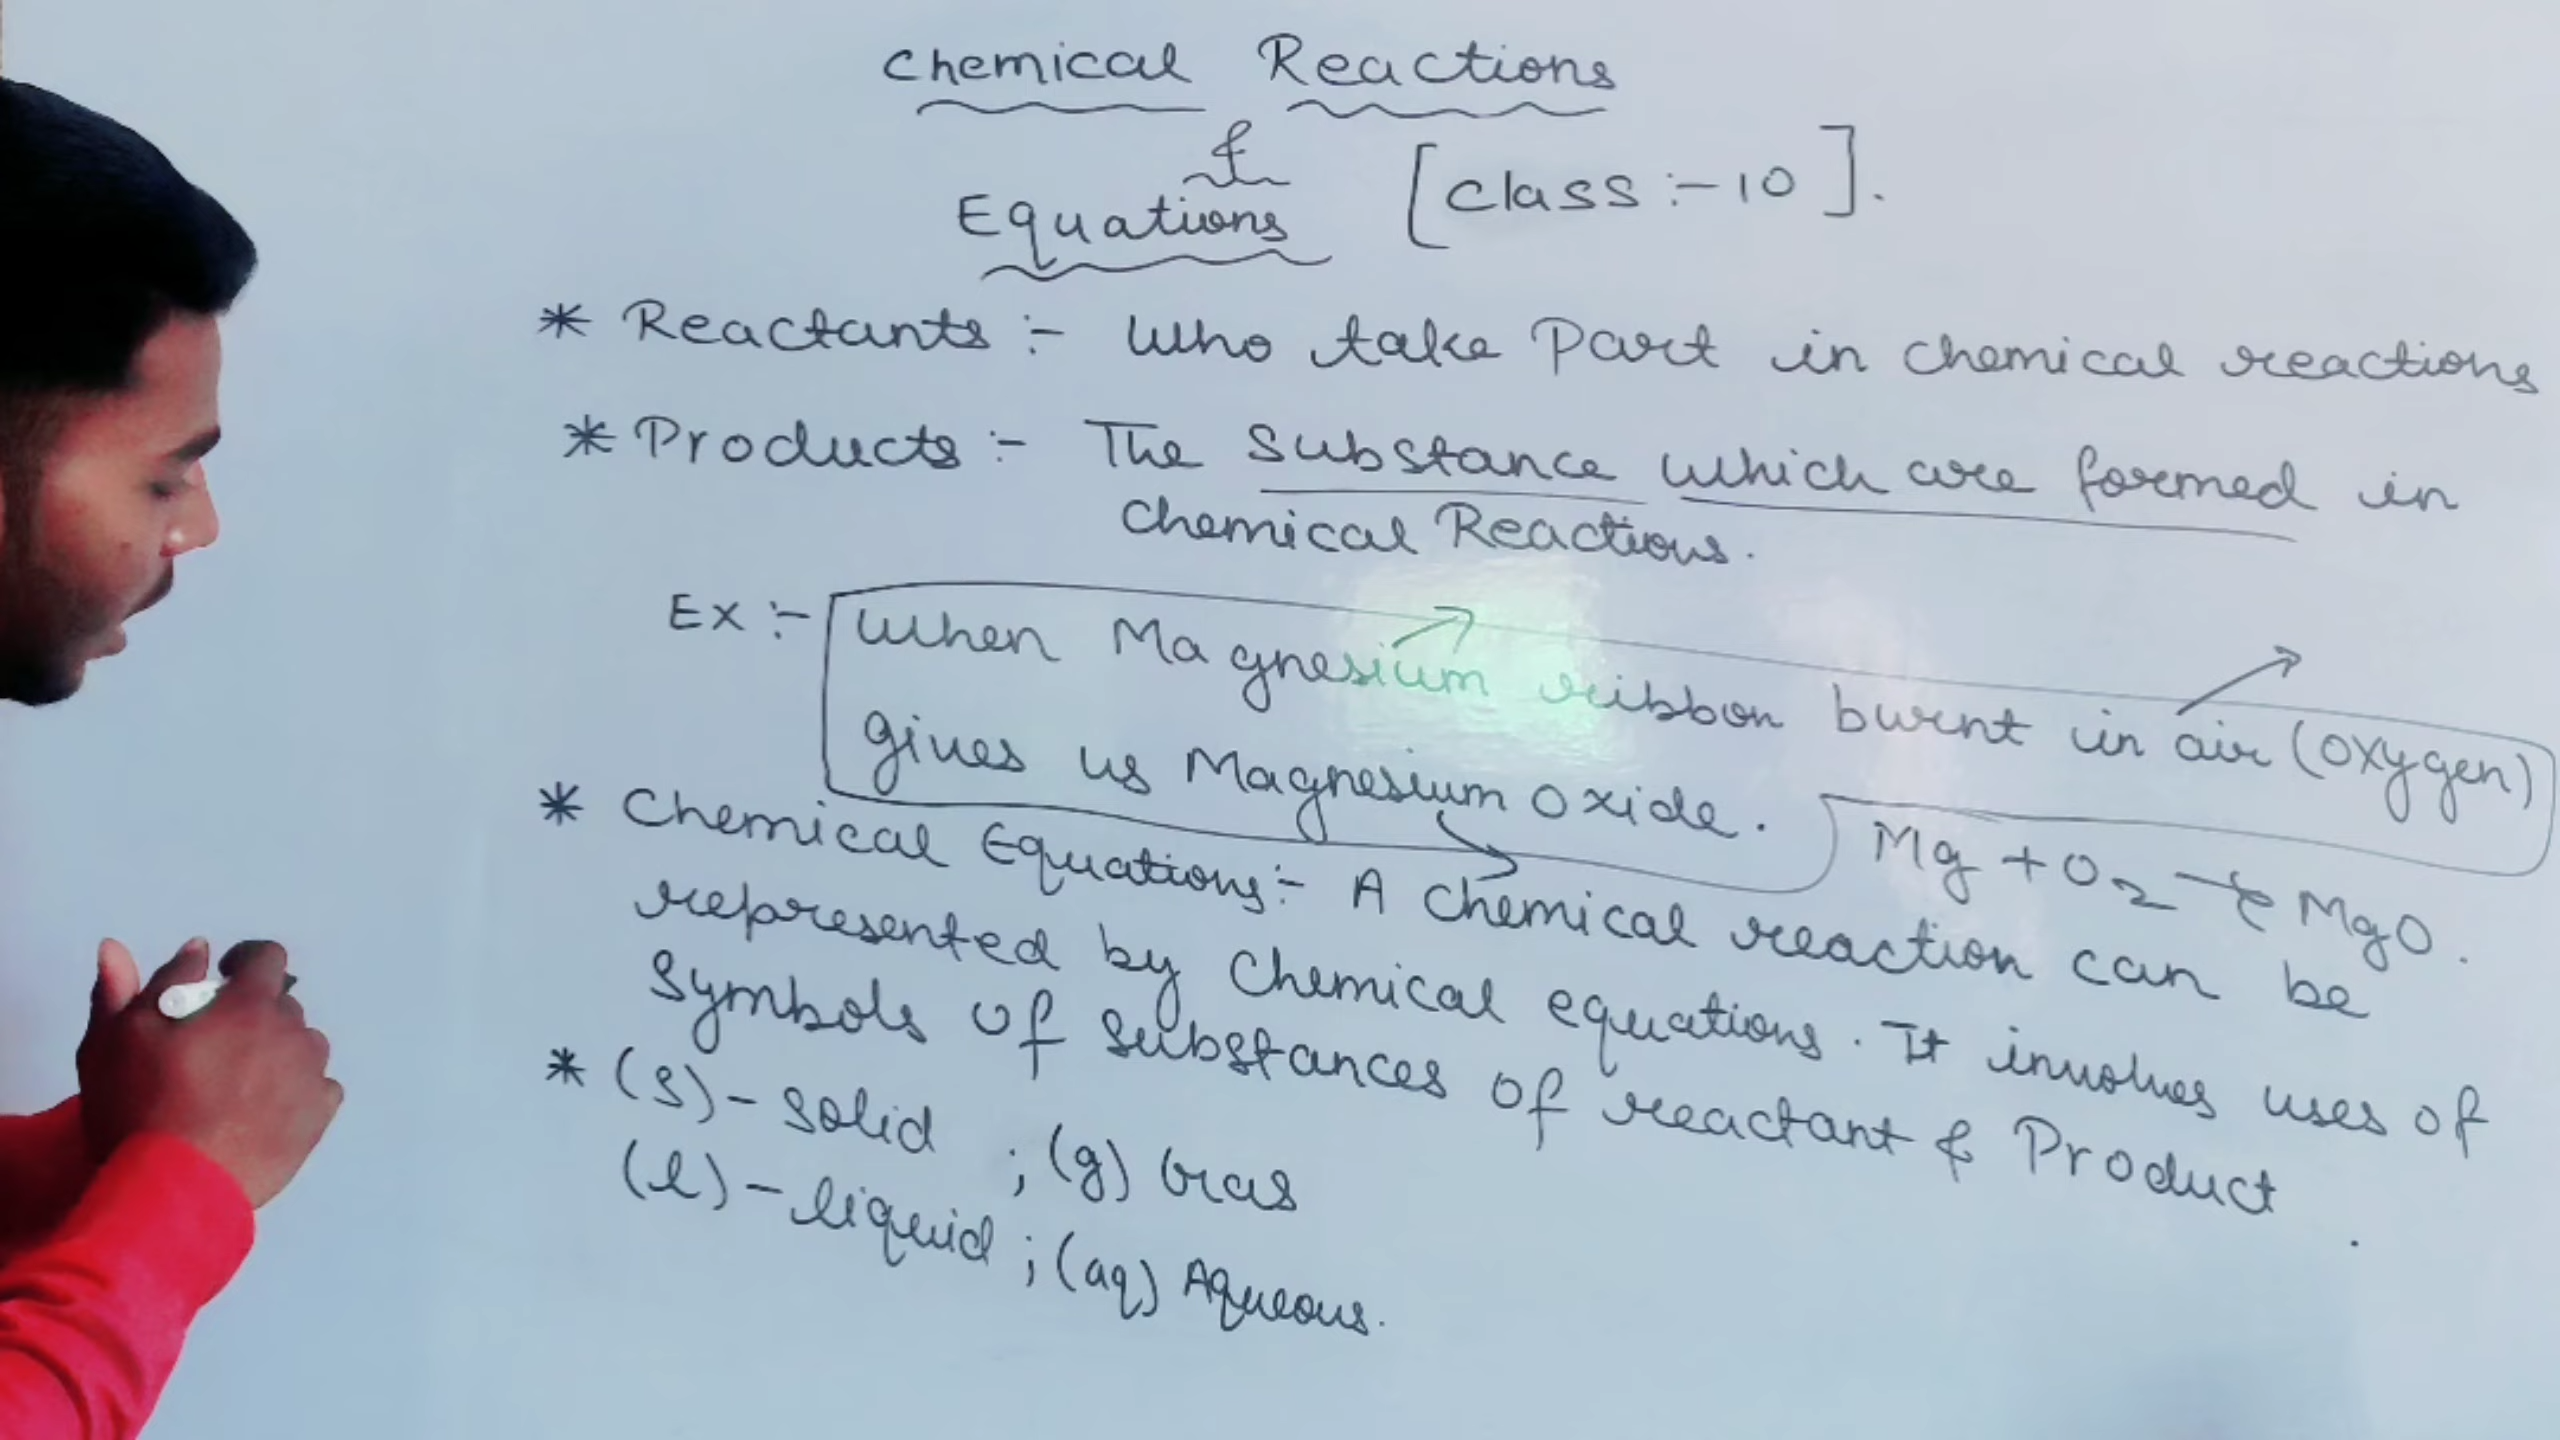 Chemical Reactions
&
Equations [Class :- 10].
* Reactants :- Who take Part in chemical reactions
* Products :- The Substance which are formed in
Chemical Reactions.
Ex :- When Magnesium ribbon burnt in air (oxygen)
gives us Magnesium Oxide.
Mg + O2 → MgO.
* Chemical Equations :- A Chemical reaction can be
represented by Chemical equations. It involves uses of
Symbols of Substances of reactant & Product.
* (s) - Solid ; (g) Gas
(l) - liquid ; (aq) Aqueous.